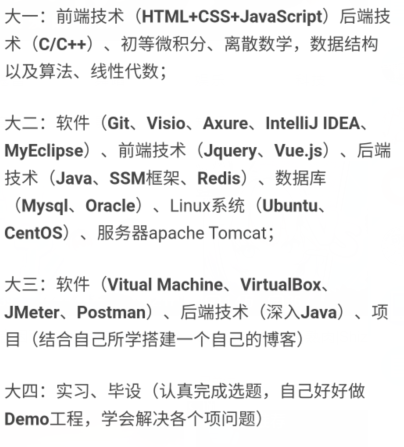 大一：前端技术（HTML+CSS+JavaScript）后端技
术（C/C++）、初等微积分、离散数学，数据结构
以及算法、线性代数；
大二：软件（Git、Visio、Axure、IntelliJ IDEA、
MyEclipse）、前端技术（Jquery、Vue.js）、后端
技术（Java、SSM框架、Redis）、数据库
（Mysql、Oracle）、Linux系统（Ubuntu、
CentOS）、服务器apache Tomcat；
大三：软件（Vitual Machine、VirtualBox、
JMeter、Postman）、后端技术（深入Java）、项
目（结合自己所学搭建一个自己的博客）
大四：实习、毕设（认真完成选题，自己好好做
Demo工程，学会解决各个项问题）